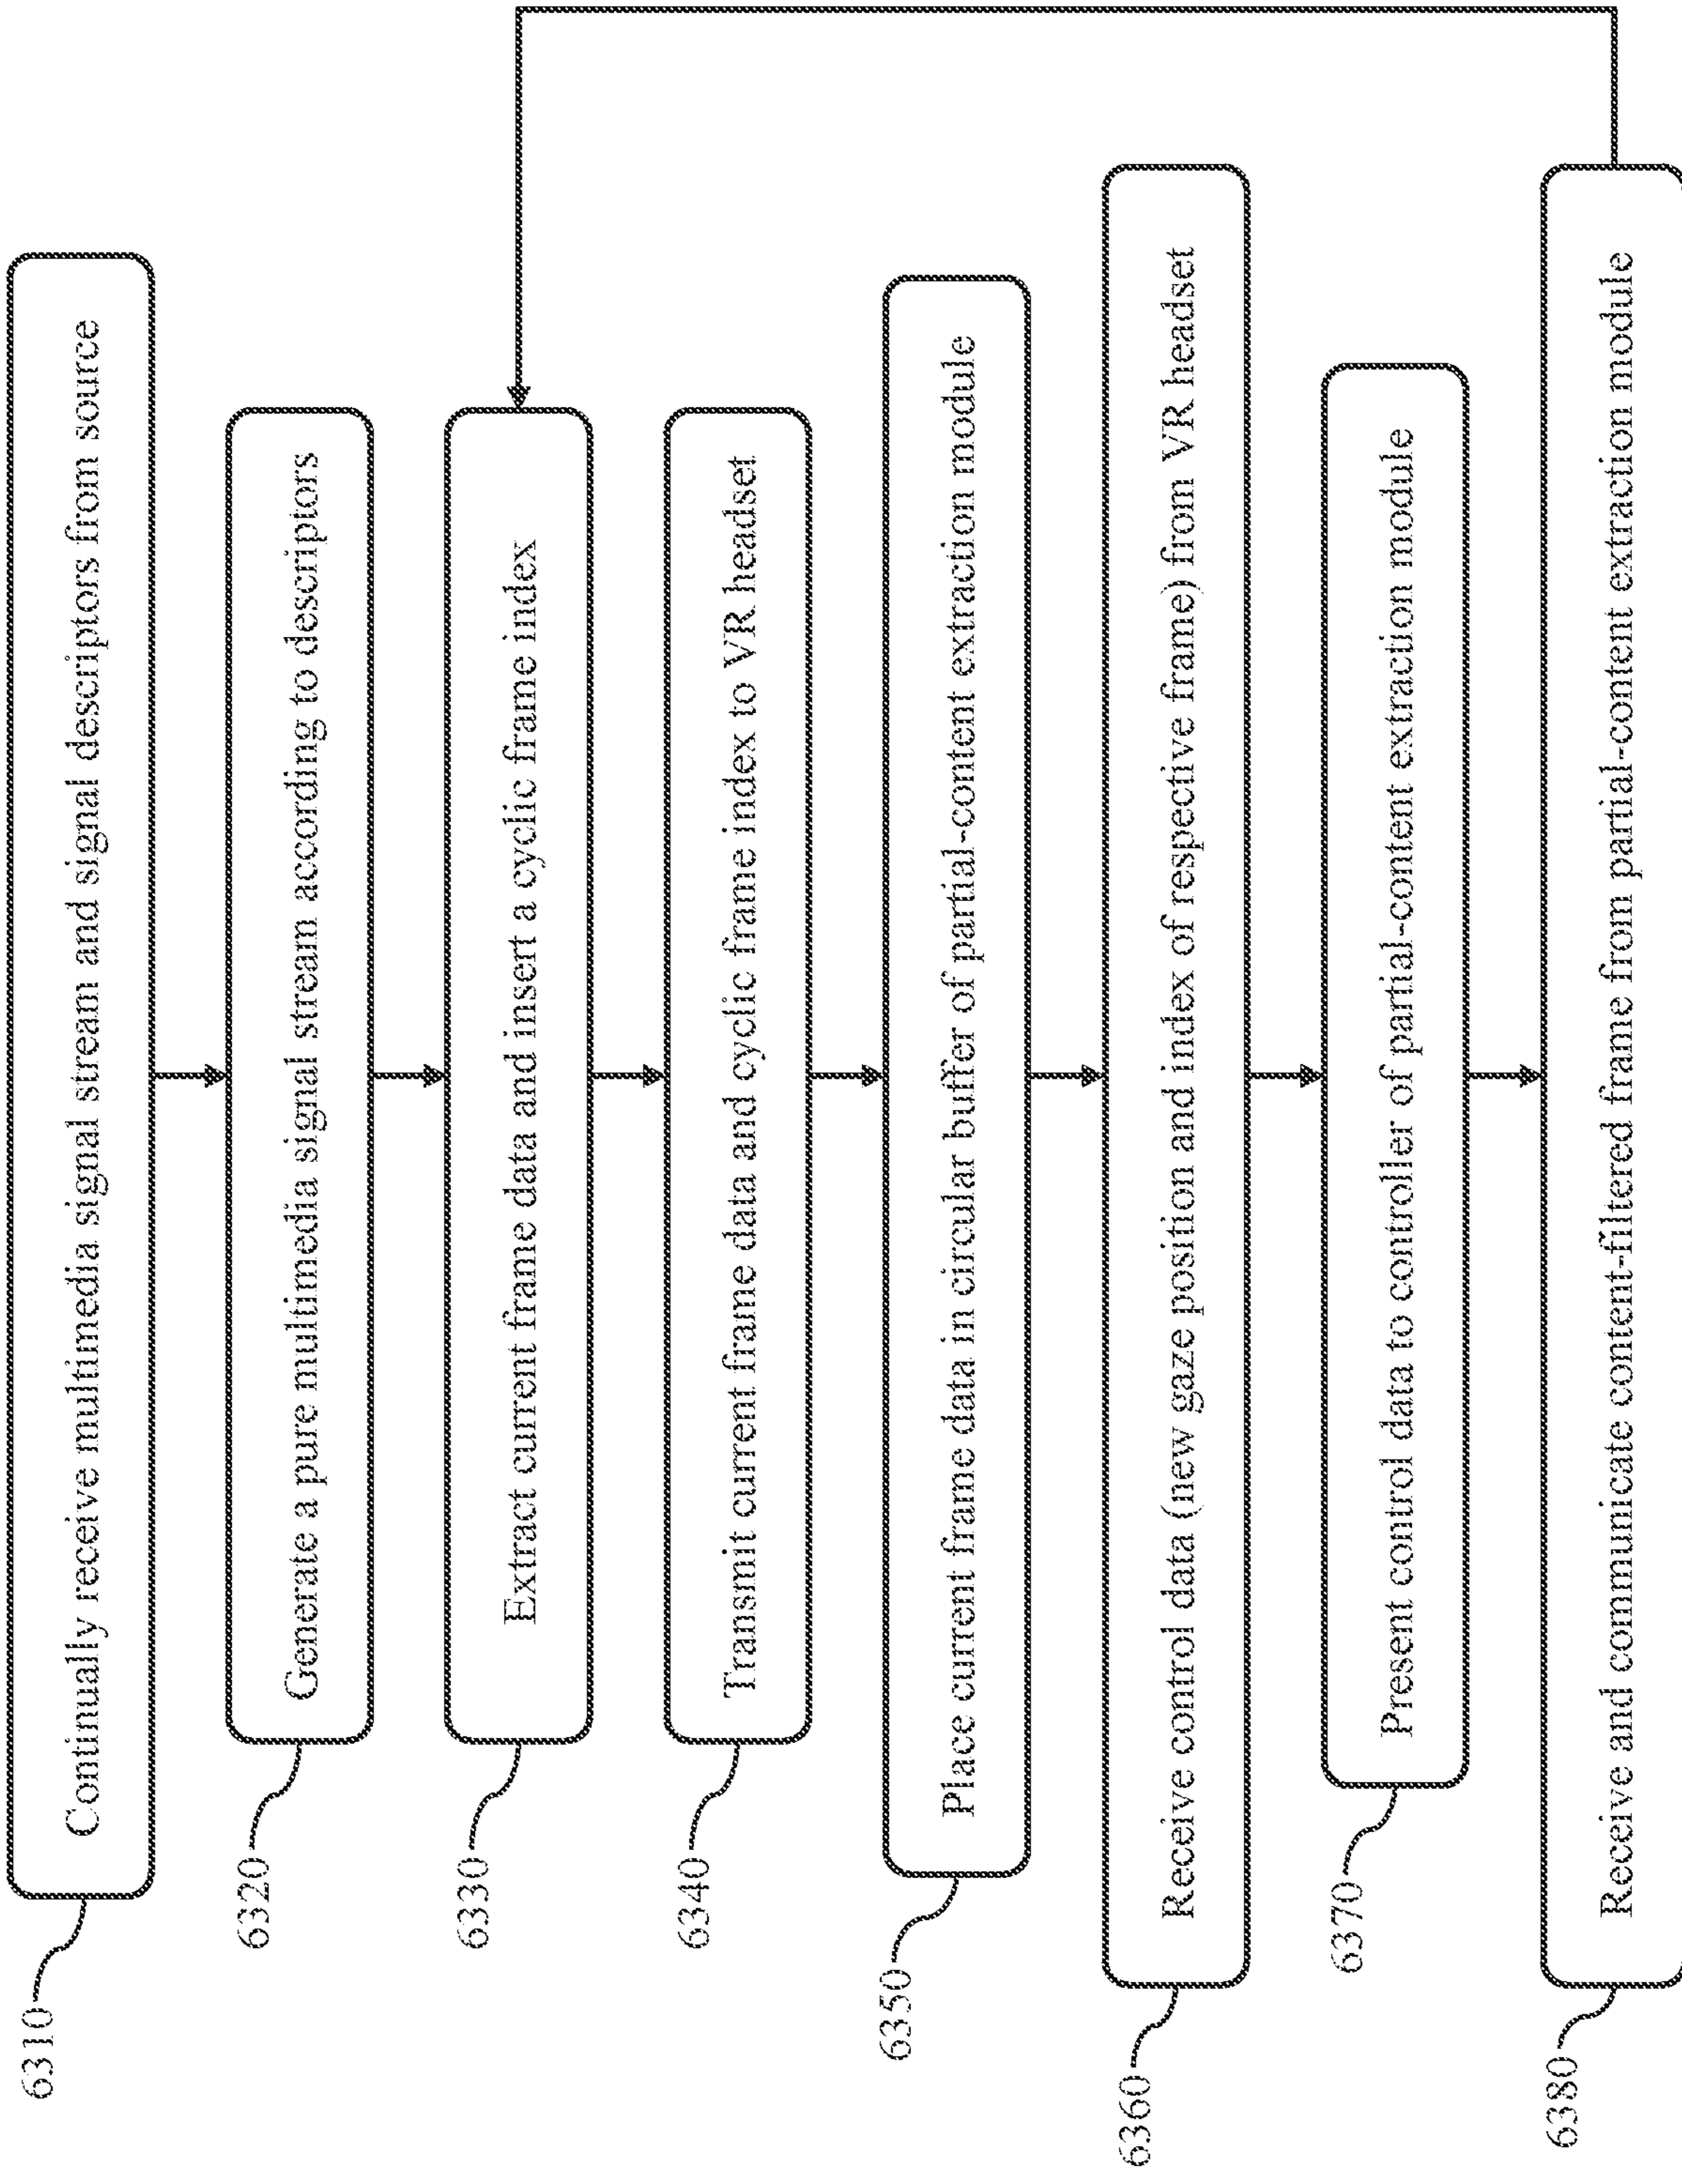 6310
Continually receive multimedia signal stream and signal descriptors from source
6320
Generate a pure multimedia signal stream according to descriptors
6330
Extract current frame data and insert a cyclic frame index
6340
Transmit current frame data and cyclic frame index to VR headset
6350
Place current frame data in circular buffer of partial-content extraction module
6360
Receive control data (new gaze position and index of respective frame) from VR headset
6370
Present control data to controller of partial-content extraction module
6380
Receive and communicate content-filtered frame from partial-content extraction module